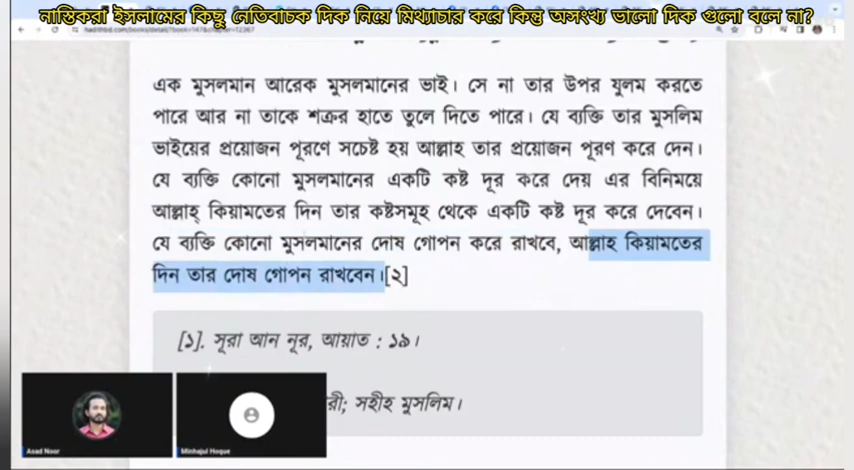 নাস্তিকরা ইসলামের কিছু নেতিবাচক দিক নিয়ে মিথ্যাচার করে কিন্তু অসংখ্য ভালো দিক গুলো বলে না?
এক মুসলমান আরেক মুসলমানের ভাই। সে না তার উপর যুলম করতে
পারে আর না তাকে শত্রুর হাতে তুলে দিতে পারে। যে ব্যক্তি তার মুসলিম
ভাইয়ের প্রয়োজন পূরণে সচেষ্ট হয় আল্লাহ তার প্রয়োজন পূরণ করে দেন।
যে ব্যক্তি কোনো মুসলমানের একটি কষ্ট দূর করে দেয় এর বিনিময়ে
আল্লাহ্ কিয়ামতের দিন তার কষ্টসমূহ থেকে একটি কষ্ট দূর করে দেবেন।
যে ব্যক্তি কোনো মুসলমানের দোষ গোপন করে রাখবে, আল্লাহ কিয়ামতের
দিন তার দোষ গোপন রাখবেন।[২]
[১]. সূরা আন নূর, আয়াত : ১৯।
রী; সহীহ মুসলিম।
Asad Noor
Minhajul Hoque